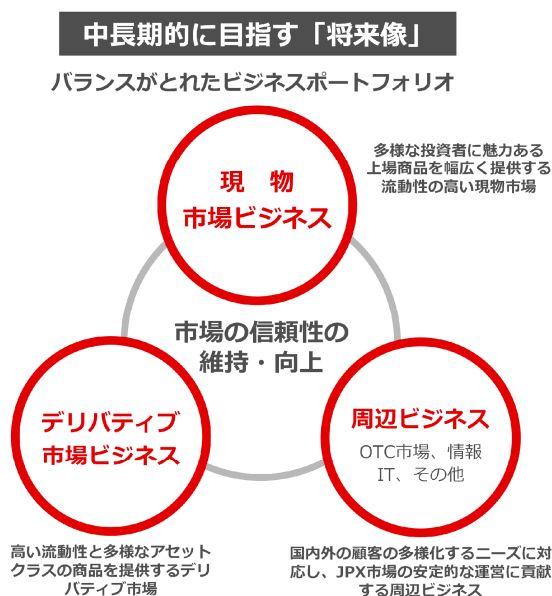 中長期的に目指す「将来像」
バランスがとれたビジネスポートフォリオ
多様な投資者に魅力ある
上場商品を幅広く提供する
流動性の高い現物市場
現　物
市場ビジネス
市場の信頼性の
維持・向上
デリバティブ
市場ビジネス
周辺ビジネス
OTC市場、情報
IT、その他
高い流動性と多様なアセット
クラスの商品を提供するデリ
バティブ市場
国内外の顧客の多様化するニーズに対
応し、JPX市場の安定的な運営に貢献
する周辺ビジネス